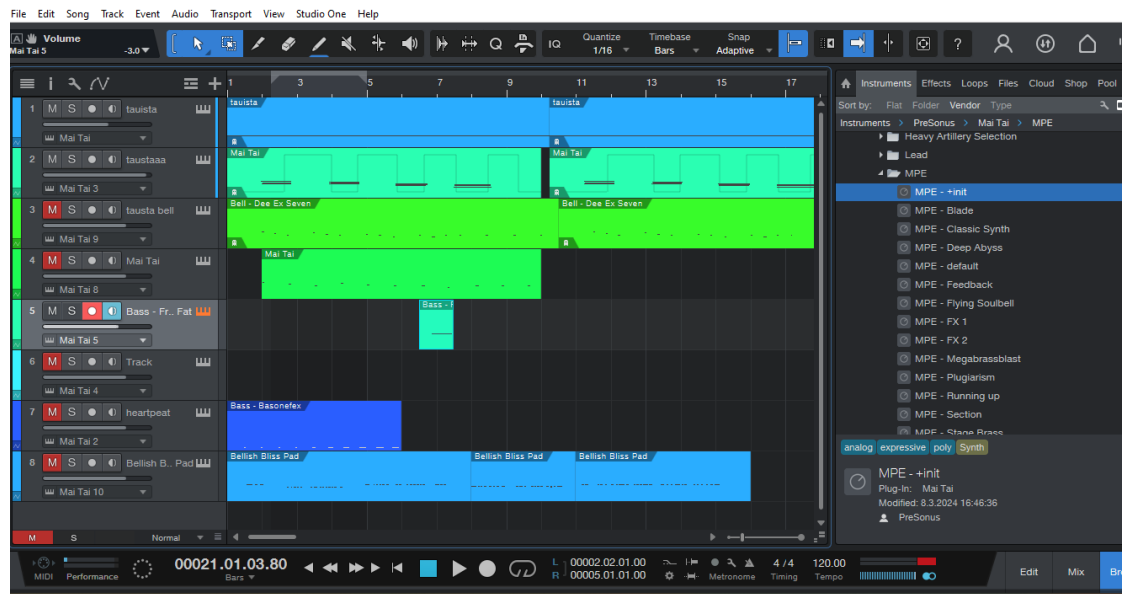 File Edit Song Track Event Audio Transport View Studio One Help
A Volume
Mai Tai 5 -3.0
IQ
Quantize Timebase Snap
1/16 Bars Adaptive
?
1 3 5 7 9 11 13 15 17
Instruments Effects Loops Files Cloud Shop Pool
Sort by: Flat Folder Vendor Type
Instruments > PreSonus > Mai Tai > MPE
1 M S tauista
Mai Tai
2 M S taustaaa
Mai Tai 3
3 M S tausta bell
Mai Tai 9
4 M S Mai Tai
Mai Tai 8
5 M S Bass - Fr.. Fat
Mai Tai 5
6 M S Track
Mai Tai 4
7 M S heartpeat
Mai Tai 2
8 M S Bellish B.. Pad
Mai Tai 10
M S Normal
tauista tauista
Mai Tai Mai Tai
Bell - Dee Ex Seven Bell - Dee Ex Seven
Mai Tai
Bass - F
Bass - Basonefex
Bellish Bliss Pad Bellish Bliss Pad Bellish Bliss Pad
Heavy Artillery Selection
Lead
MPE
MPE - +init
MPE - Blade
MPE - Classic Synth
MPE - Deep Abyss
MPE - default
MPE - Feedback
MPE - Flying Soulbell
MPE - FX 1
MPE - FX 2
MPE - Megabrassblast
MPE - Plugiarism
MPE - Running up
MPE - Section
MPE - Stage Brass
analog expressive poly Synth
MPE - +init
Plug-In: Mai Tai
Modified: 8.3.2024 16:46:36
PreSonus
MIDI Performance
00021.01.03.80
Bars
L 00002.02.01.00
R 00005.01.01.00
Metronome
4 / 4
Timing
120.00
Tempo
Edit Mix Bro